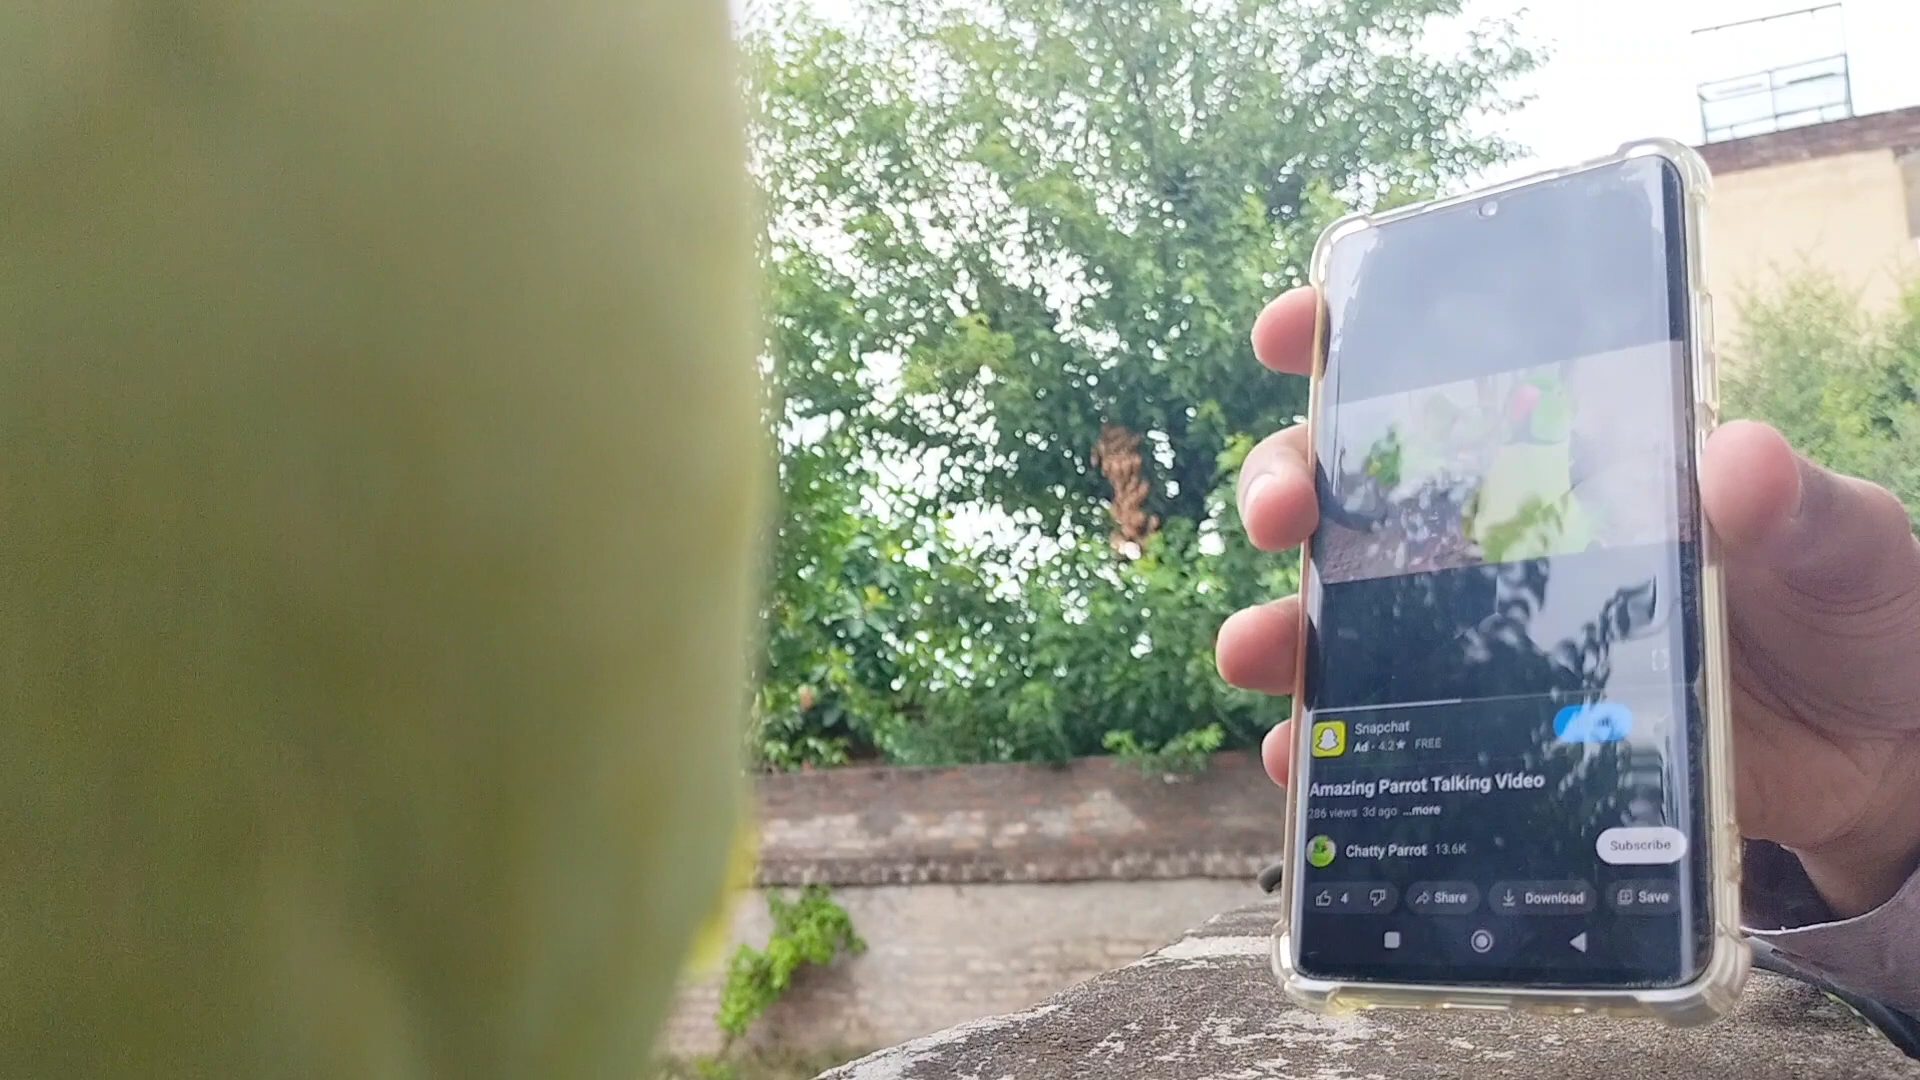 Snapchat
Ad · 4.2★ FREE
Amazing Parrot Talking Video
286 views 3d ago ...more
Chatty Parrot 13.6K
Subscribe
4 Share Download Save